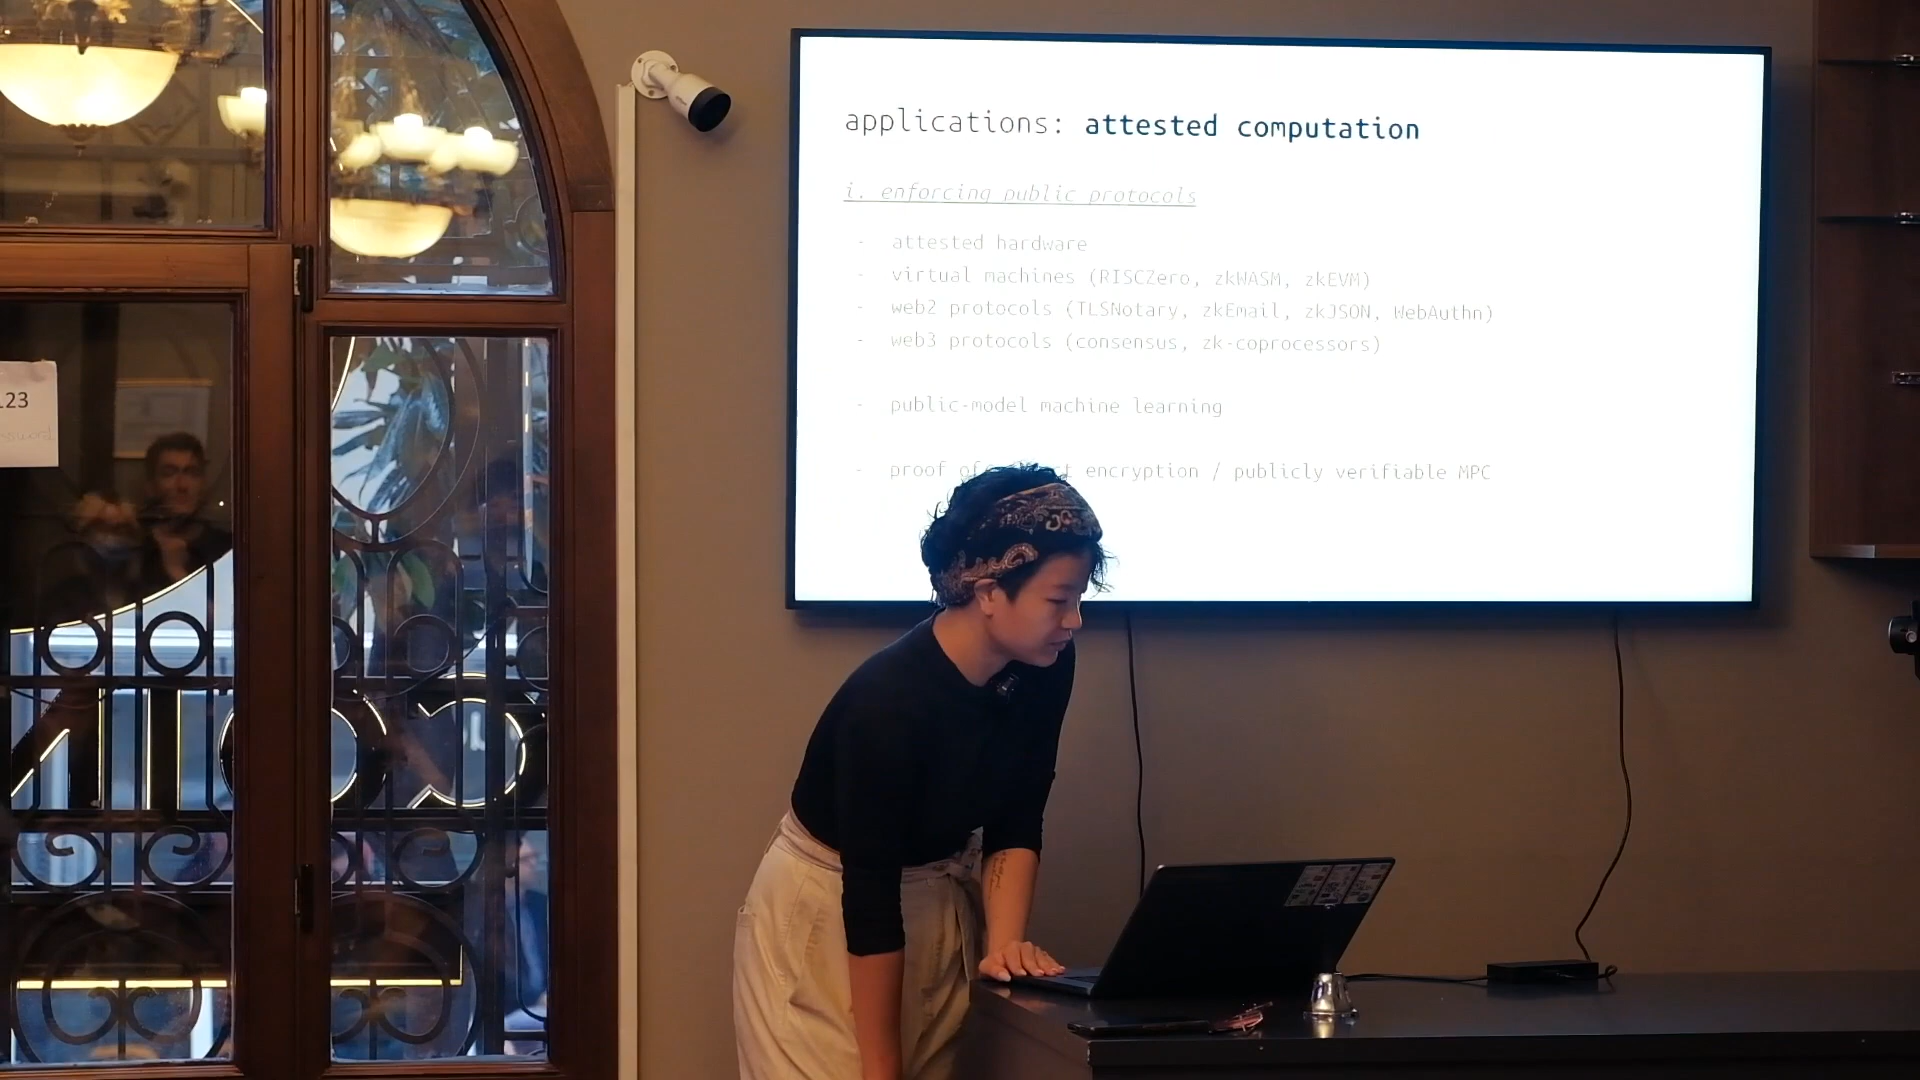 applications: attested computation
i. enforcing public protocols
- attested hardware
- virtual machines (RISCZero, zkWASM, zkEVM)
- web2 protocols (TLSNotary, zkEmail, zkJSON, WebAuthn)
- web3 protocols (consensus, zk-coprocessors)
- public-model machine learning
- proof of encryption / publicly verifiable MPC
123